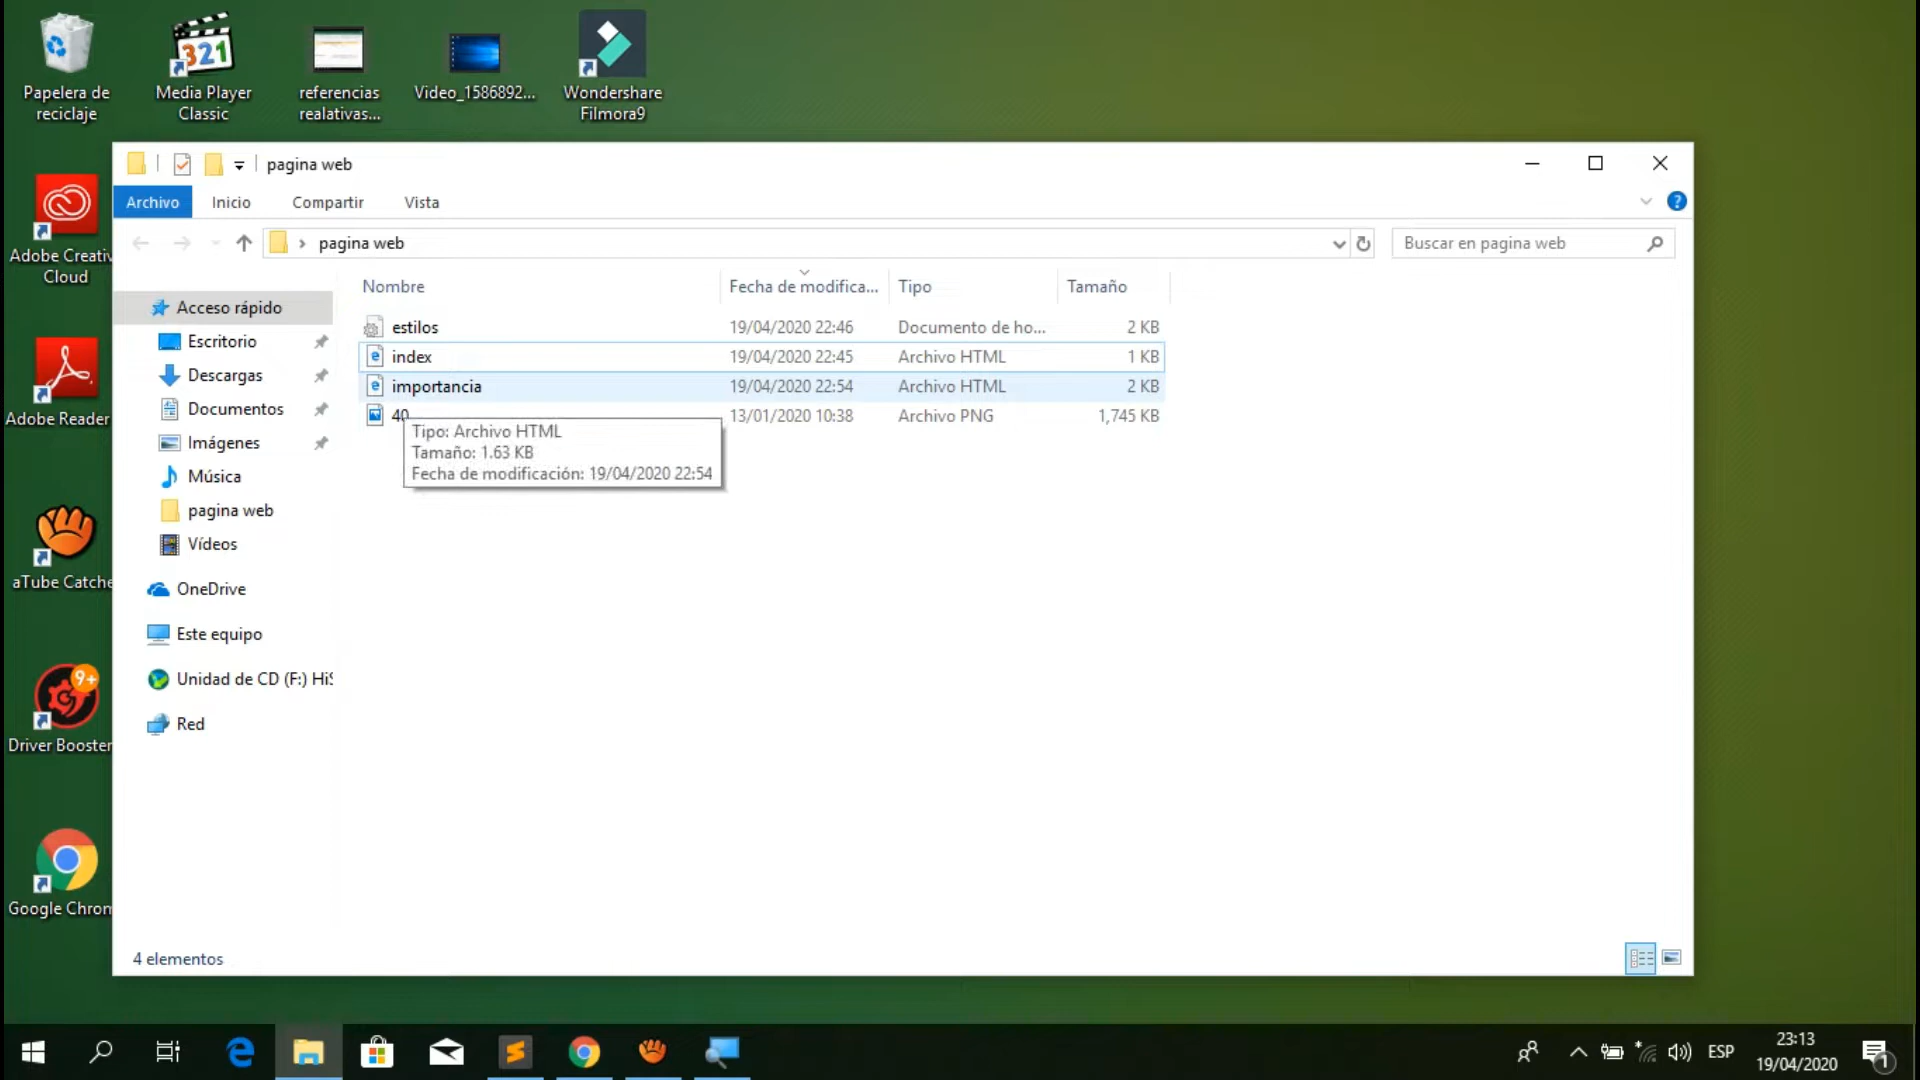 Papelera de
reciclaje
Media Player
Classic
321
referencias
realativas...
Video_1586892...
Wondershare
Filmora9
pagina web
Archivo
Inicio
Compartir
Vista
?
pagina web
Buscar en pagina web
Adobe Creativ
Cloud
Adobe Reader
aTube Catche
9+
Driver Booster
Google Chrom
Acceso rápido
Escritorio
Descargas
Documentos
Imágenes
Música
pagina web
Vídeos
OneDrive
Este equipo
Unidad de CD (F:) HiS
Red
Nombre Fecha de modifica... Tipo Tamaño
estilos 19/04/2020 22:46 Documento de ho... 2 KB
index 19/04/2020 22:45 Archivo HTML 1 KB
importancia 19/04/2020 22:54 Archivo HTML 2 KB
40 13/01/2020 10:38 Archivo PNG 1,745 KB
Tipo: Archivo HTML
Tamaño: 1.63 KB
Fecha de modificación: 19/04/2020 22:54
4 elementos
ESP
23:13
19/04/2020
1